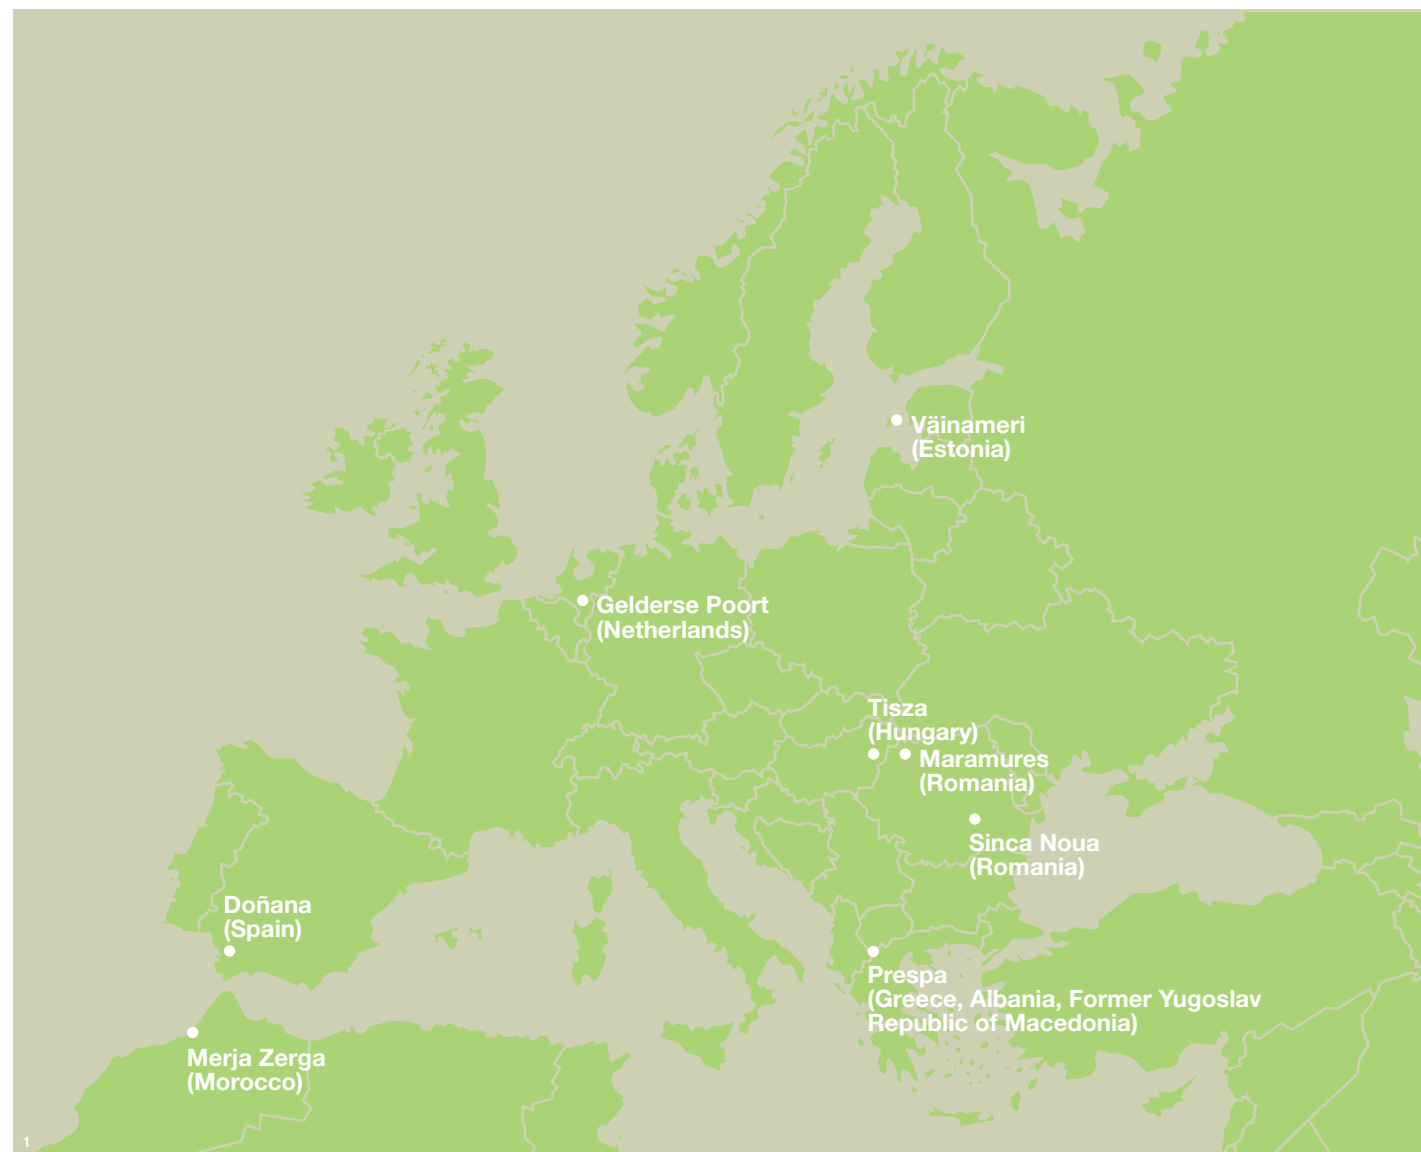 Väinameri
(Estonia)
Gelderse Poort
(Netherlands)
Tisza
(Hungary)
Maramures
(Romania)
Sinca Noua
(Romania)
Doñana
(Spain)
Prespa
(Greece, Albania, Former Yugoslav
Republic of Macedonia)
Merja Zerga
(Morocco)
1